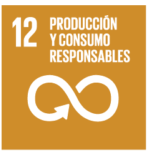 12 PRODUCCIÓN
Y CONSUMO
RESPONSABLES